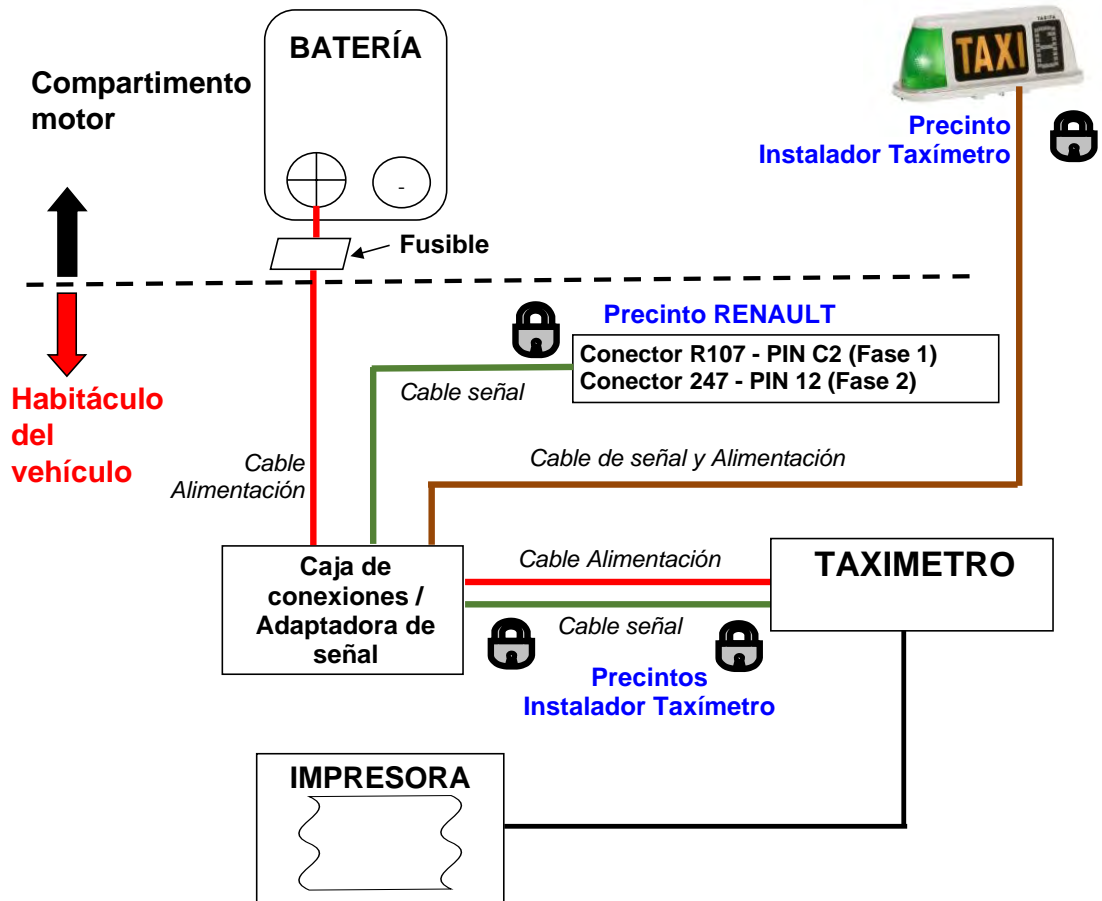 BATERÍA
TAXI
Compartimento
motor
Precinto
Instalador Taxímetro
-
Fusible
Precinto RENAULT
Conector R107 - PIN C2 (Fase 1)
Conector 247 - PIN 12 (Fase 2)
Cable señal
Habitáculo
del
vehículo
Cable
Alimentación
Cable de señal y Alimentación
Caja de
conexiones /
Adaptadora de
señal
Cable Alimentación
Cable señal
TAXIMETRO
Precintos
Instalador Taxímetro
IMPRESORA